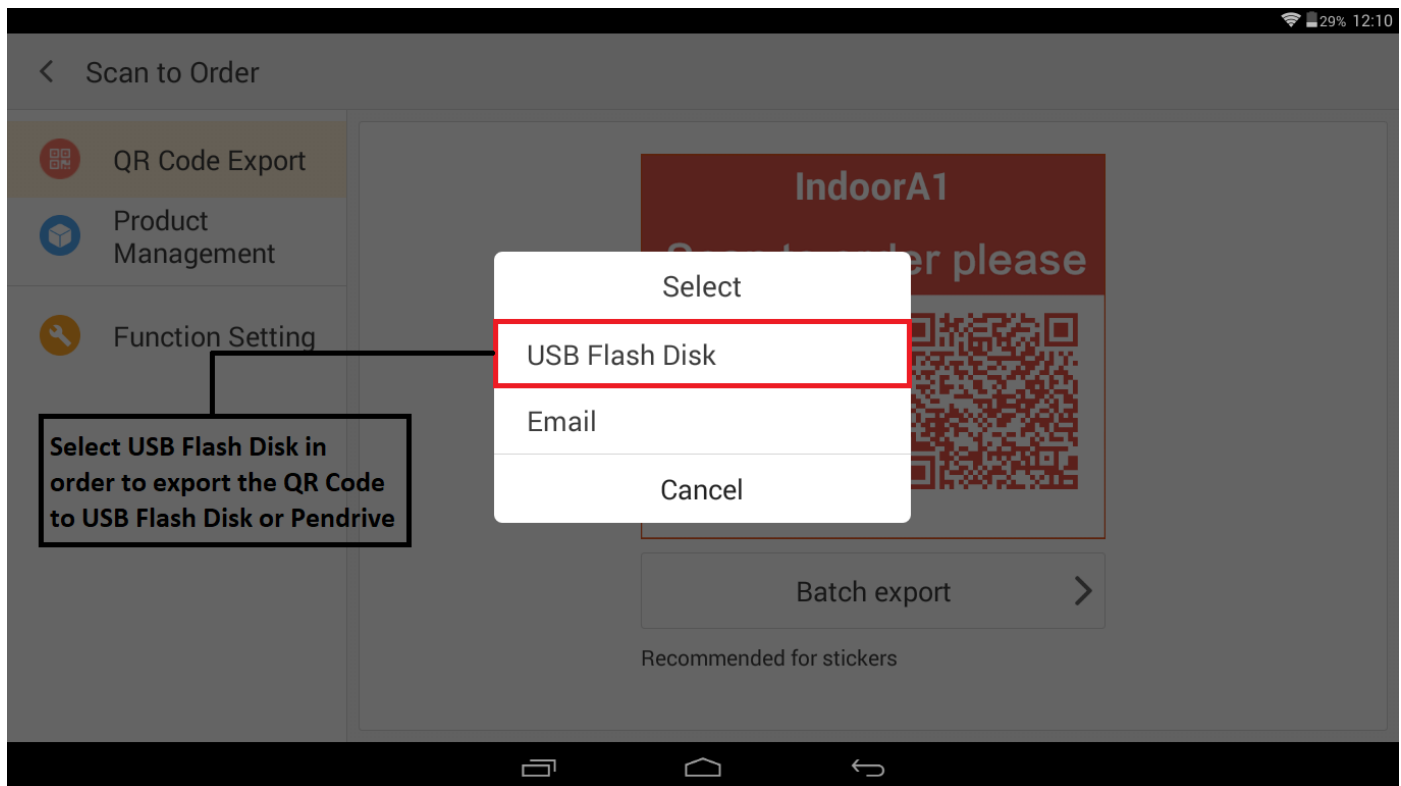 29% 12:10
Scan to Order
QR Code Export
Product
Management
Function Setting
IndoorA1
please
Select
USB Flash Disk
Email
Cancel
Select USB Flash Disk in
order to export the QR Code
to USB Flash Disk or Pendrive
Batch export
Recommended for stickers